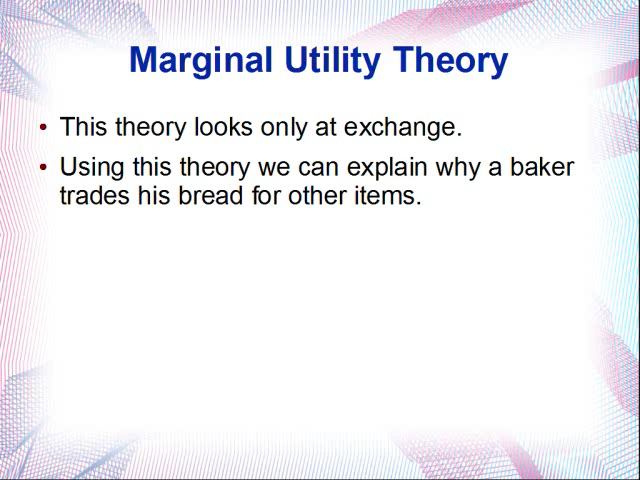 Marginal Utility Theory
• This theory looks only at exchange.
• Using this theory we can explain why a baker
trades his bread for other items.